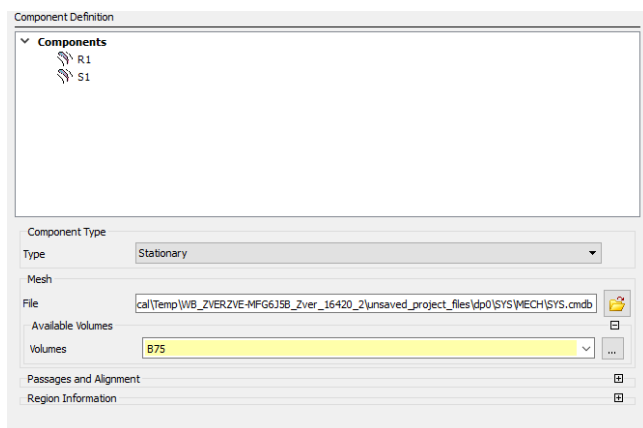 Component Definition
Components
R1
S1
Component Type
Type Stationary
Mesh
File cal\Temp\WB_ZVERZVE-MFG6J5B_Zver_16420_2\unsaved_project_files\dp0\SYS\MECH\SYS.cmdb
Available Volumes
Volumes B75 ...
Passages and Alignment
Region Information